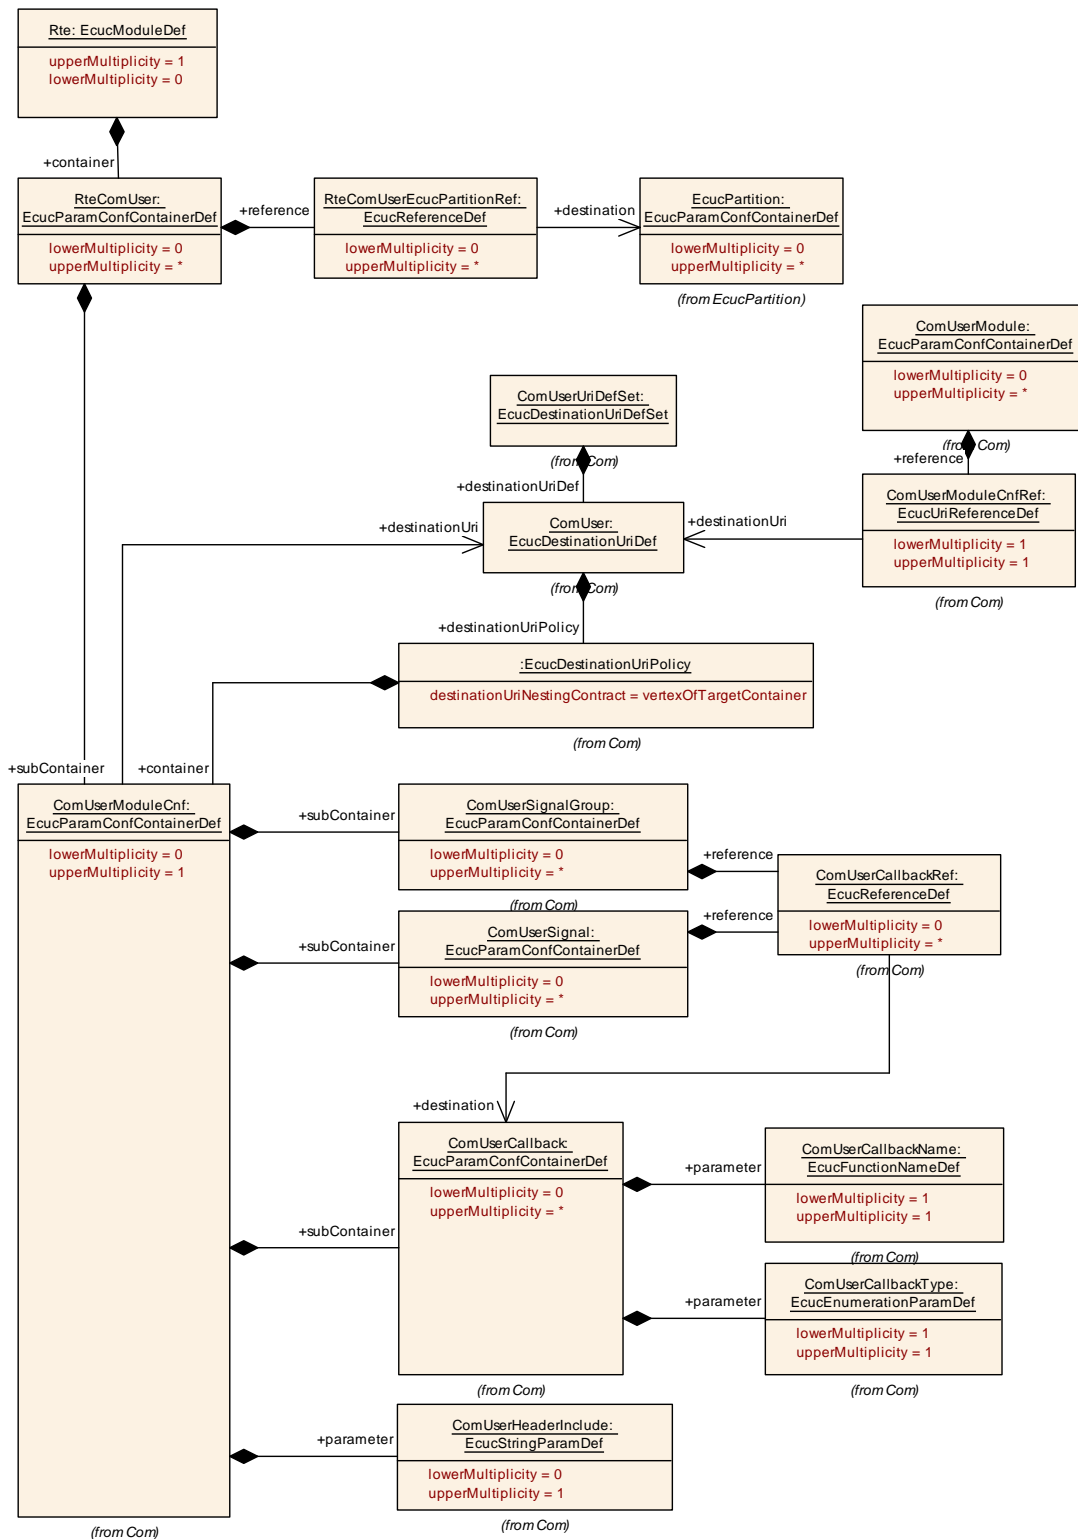 Rte: EcucModuleDef
upperMultiplicity = 1
lowerMultiplicity = 0
+container
RteComUser:
EcucParamConfContainerDef
lowerMultiplicity = 0
upperMultiplicity = *
+reference
RteComUserEcucPartitionRef:
EcucReferenceDef
lowerMultiplicity = 0
upperMultiplicity = *
+destination
EcucPartition:
EcucParamConfContainerDef
lowerMultiplicity = 0
upperMultiplicity = *
(from EcucPartition)
ComUserModule:
EcucParamConfContainerDef
lowerMultiplicity = 0
upperMultiplicity = *
(from Com)
+reference
ComUserUriDefSet:
EcucDestinationUriDefSet
(from Com)
+destinationUriDef
ComUserModuleCnfRef:
EcucUriReferenceDef
lowerMultiplicity = 1
upperMultiplicity = 1
(from Com)
+destinationUri
ComUser:
EcucDestinationUriDef
(from Com)
+destinationUri
+destinationUriPolicy
:EcucDestinationUriPolicy
destinationUriNestingContract = vertexOfTargetContainer
(from Com)
+subContainer
+container
ComUserModuleCnf:
EcucParamConfContainerDef
lowerMultiplicity = 0
upperMultiplicity = 1
+subContainer
ComUserSignalGroup:
EcucParamConfContainerDef
lowerMultiplicity = 0
upperMultiplicity = *
(from Com)
+reference
ComUserCallbackRef:
EcucReferenceDef
lowerMultiplicity = 0
upperMultiplicity = *
(from Com)
+reference
+subContainer
ComUserSignal:
EcucParamConfContainerDef
lowerMultiplicity = 0
upperMultiplicity = *
(from Com)
+destination
ComUserCallback:
EcucParamConfContainerDef
lowerMultiplicity = 0
upperMultiplicity = *
+subContainer
(from Com)
+parameter
ComUserCallbackName:
EcucFunctionNameDef
lowerMultiplicity = 1
upperMultiplicity = 1
(from Com)
+parameter
ComUserCallbackType:
EcucEnumerationParamDef
lowerMultiplicity = 1
upperMultiplicity = 1
(from Com)
+parameter
ComUserHeaderInclude:
EcucStringParamDef
lowerMultiplicity = 0
upperMultiplicity = 1
(from Com)
(from Com)